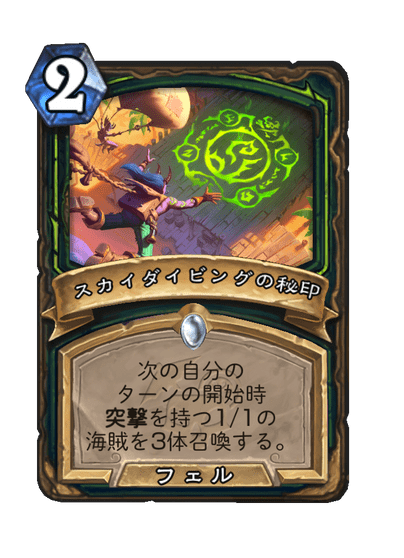 2
スカイダイビングの秘印
次の自分の
ターンの開始時
突撃を持つ1/1の
海賊を3体召喚する。
フェル